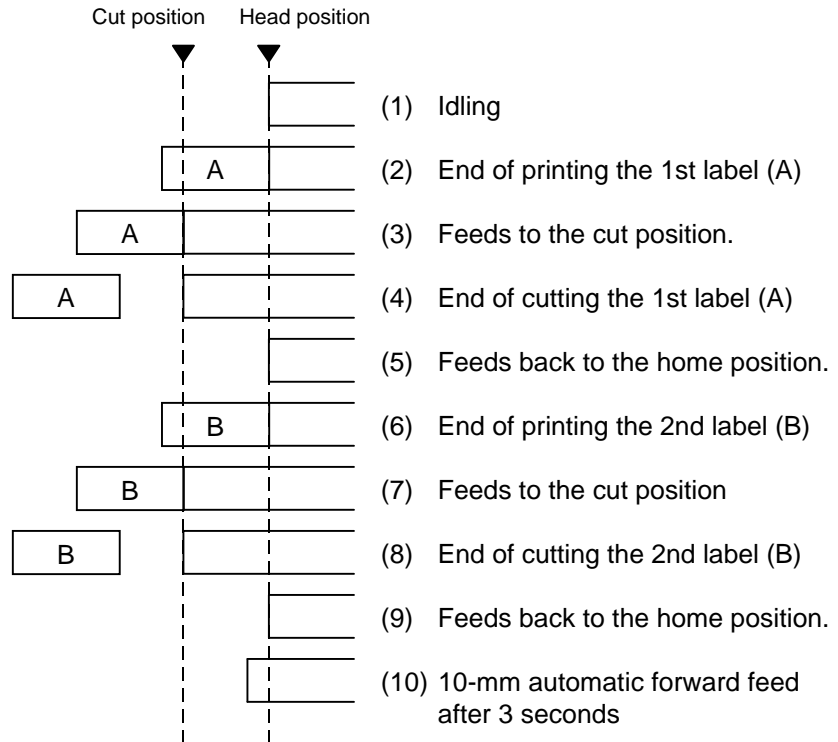 Cut position Head position
(1) Idling
A (2) End of printing the 1st label (A)
A (3) Feeds to the cut position.
A (4) End of cutting the 1st label (A)
(5) Feeds back to the home position.
B (6) End of printing the 2nd label (B)
B (7) Feeds to the cut position
B (8) End of cutting the 2nd label (B)
(9) Feeds back to the home position.
(10) 10-mm automatic forward feed
after 3 seconds